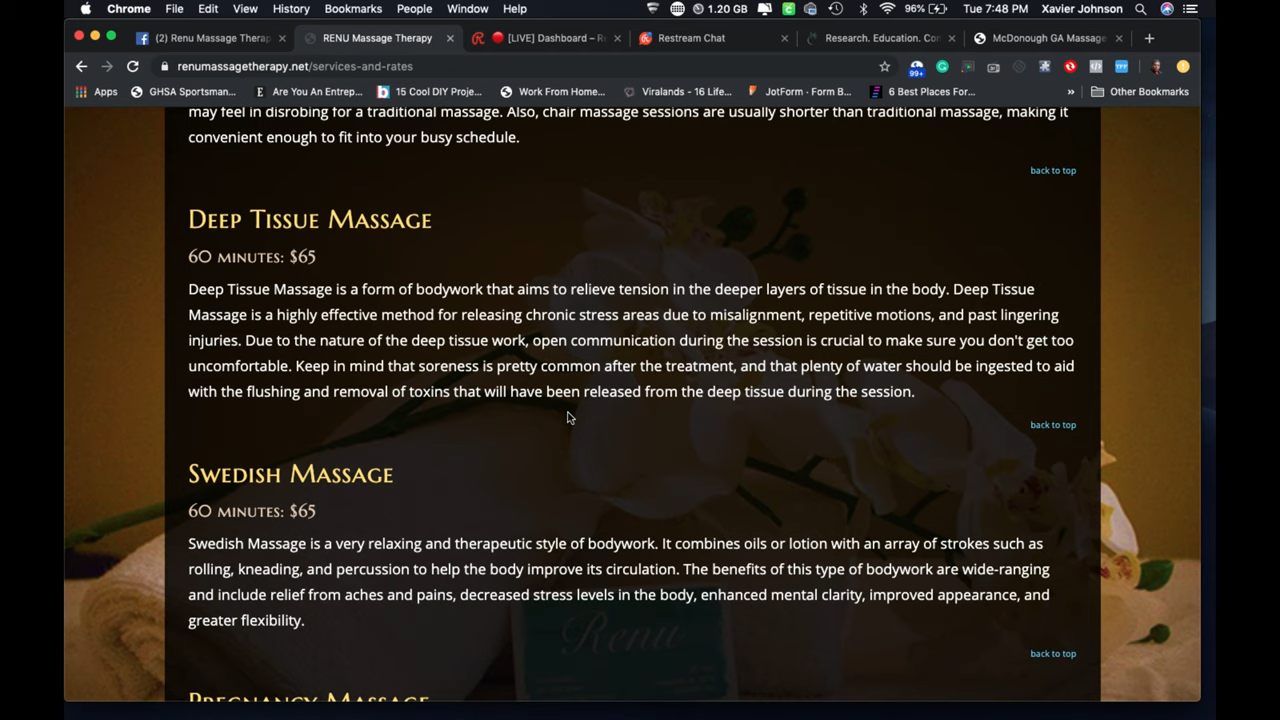 Chrome File Edit View History Bookmarks People Window Help 1.20 GB 96% Tue 7:48 PM Xavier Johnson
(2) Renu Massage Therap RENU Massage Therapy [LIVE] Dashboard – R Restream Chat Research. Education. Con McDonough GA Massage
renumassagetherapy.net/services-and-rates 99+
Apps GHSA Sportsman... Are You An Entrep... 15 Cool DIY Proje... Work From Home... Viralands - 16 Life... JotForm · Form B... 6 Best Places For... » Other Bookmarks
may feel in disrobing for a traditional massage. Also, chair massage sessions are usually shorter than traditional massage, making it
convenient enough to fit into your busy schedule.
back to top
Deep Tissue Massage
60 minutes: $65
Deep Tissue Massage is a form of bodywork that aims to relieve tension in the deeper layers of tissue in the body. Deep Tissue
Massage is a highly effective method for releasing chronic stress areas due to misalignment, repetitive motions, and past lingering
injuries. Due to the nature of the deep tissue work, open communication during the session is crucial to make sure you don't get too
uncomfortable. Keep in mind that soreness is pretty common after the treatment, and that plenty of water should be ingested to aid
with the flushing and removal of toxins that will have been released from the deep tissue during the session.
back to top
Swedish Massage
60 minutes: $65
Swedish Massage is a very relaxing and therapeutic style of bodywork. It combines oils or lotion with an array of strokes such as
rolling, kneading, and percussion to help the body improve its circulation. The benefits of this type of bodywork are wide-ranging
and include relief from aches and pains, decreased stress levels in the body, enhanced mental clarity, improved appearance, and
greater flexibility.
Renu
back to top
Pregnancy Massage